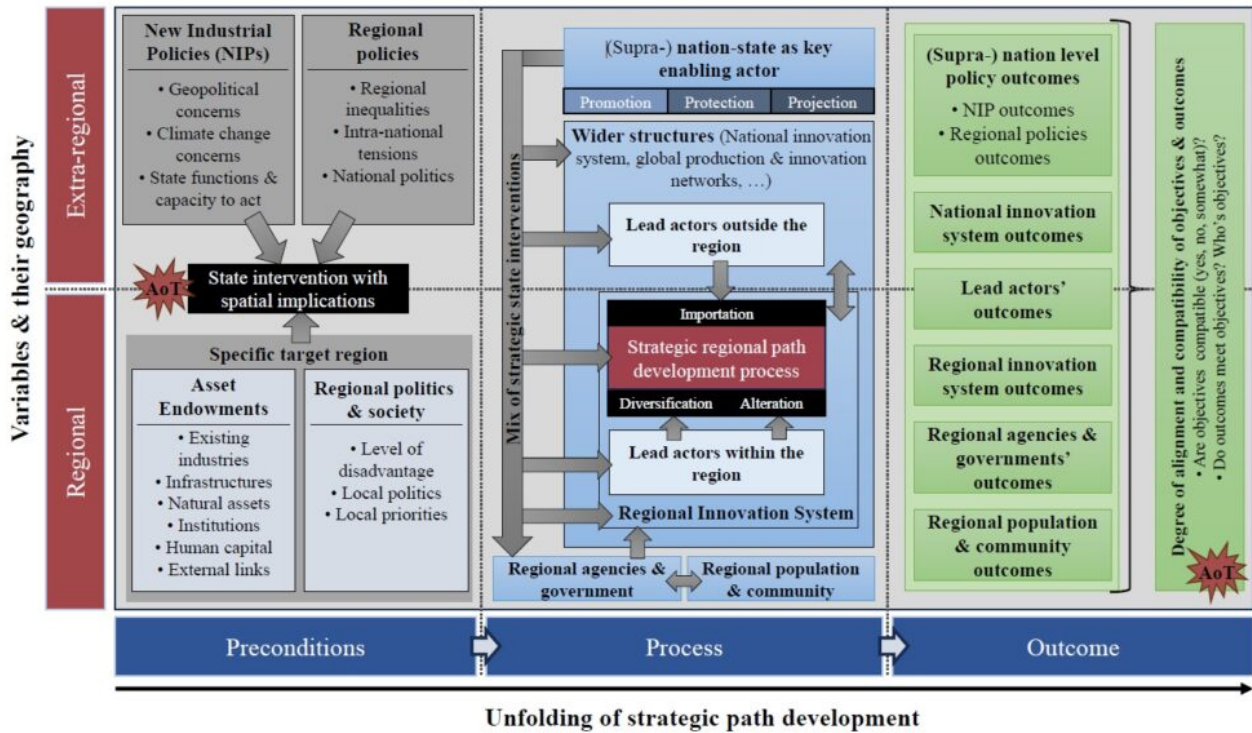 Variables & their geography
Extra-regional
Regional
New Industrial
Policies (NIPs)
• Geopolitical
concerns
• Climate change
concerns
• State functions &
capacity to act
Regional
policies
• Regional
inequalities
• Intra-national
tensions
• National politics
AoT
State intervention with
spatial implications
Specific target region
Asset
Endowments
• Existing
industries
• Infrastructures
• Natural assets
• Institutions
• Human capital
• External links
Regional politics
& society
• Level of
disadvantage
• Local politics
• Local priorities
Mix of strategic state interventions
(Supra-) nation-state as key
enabling actor
Promotion
Protection
Projection
Wider structures (National innovation
system, global production & innovation
networks, …)
Lead actors outside the
region
Importation
Strategic regional path
development process
Diversification
Alteration
Lead actors within the
region
Regional Innovation System
Regional agencies &
government
Regional population
& community
(Supra-) nation level
policy outcomes
• NIP outcomes
• Regional policies
outcomes
National innovation
system outcomes
Lead actors'
outcomes
Regional innovation
system outcomes
Regional agencies &
governments'
outcomes
Regional population
& community
outcomes
Degree of alignment and compatibility of objectives & outcomes
• Are objectives compatible (yes, no, somewhat)?
• Do outcomes meet objectives? Who's objectives?
AoT
Preconditions
Process
Outcome
Unfolding of strategic path development